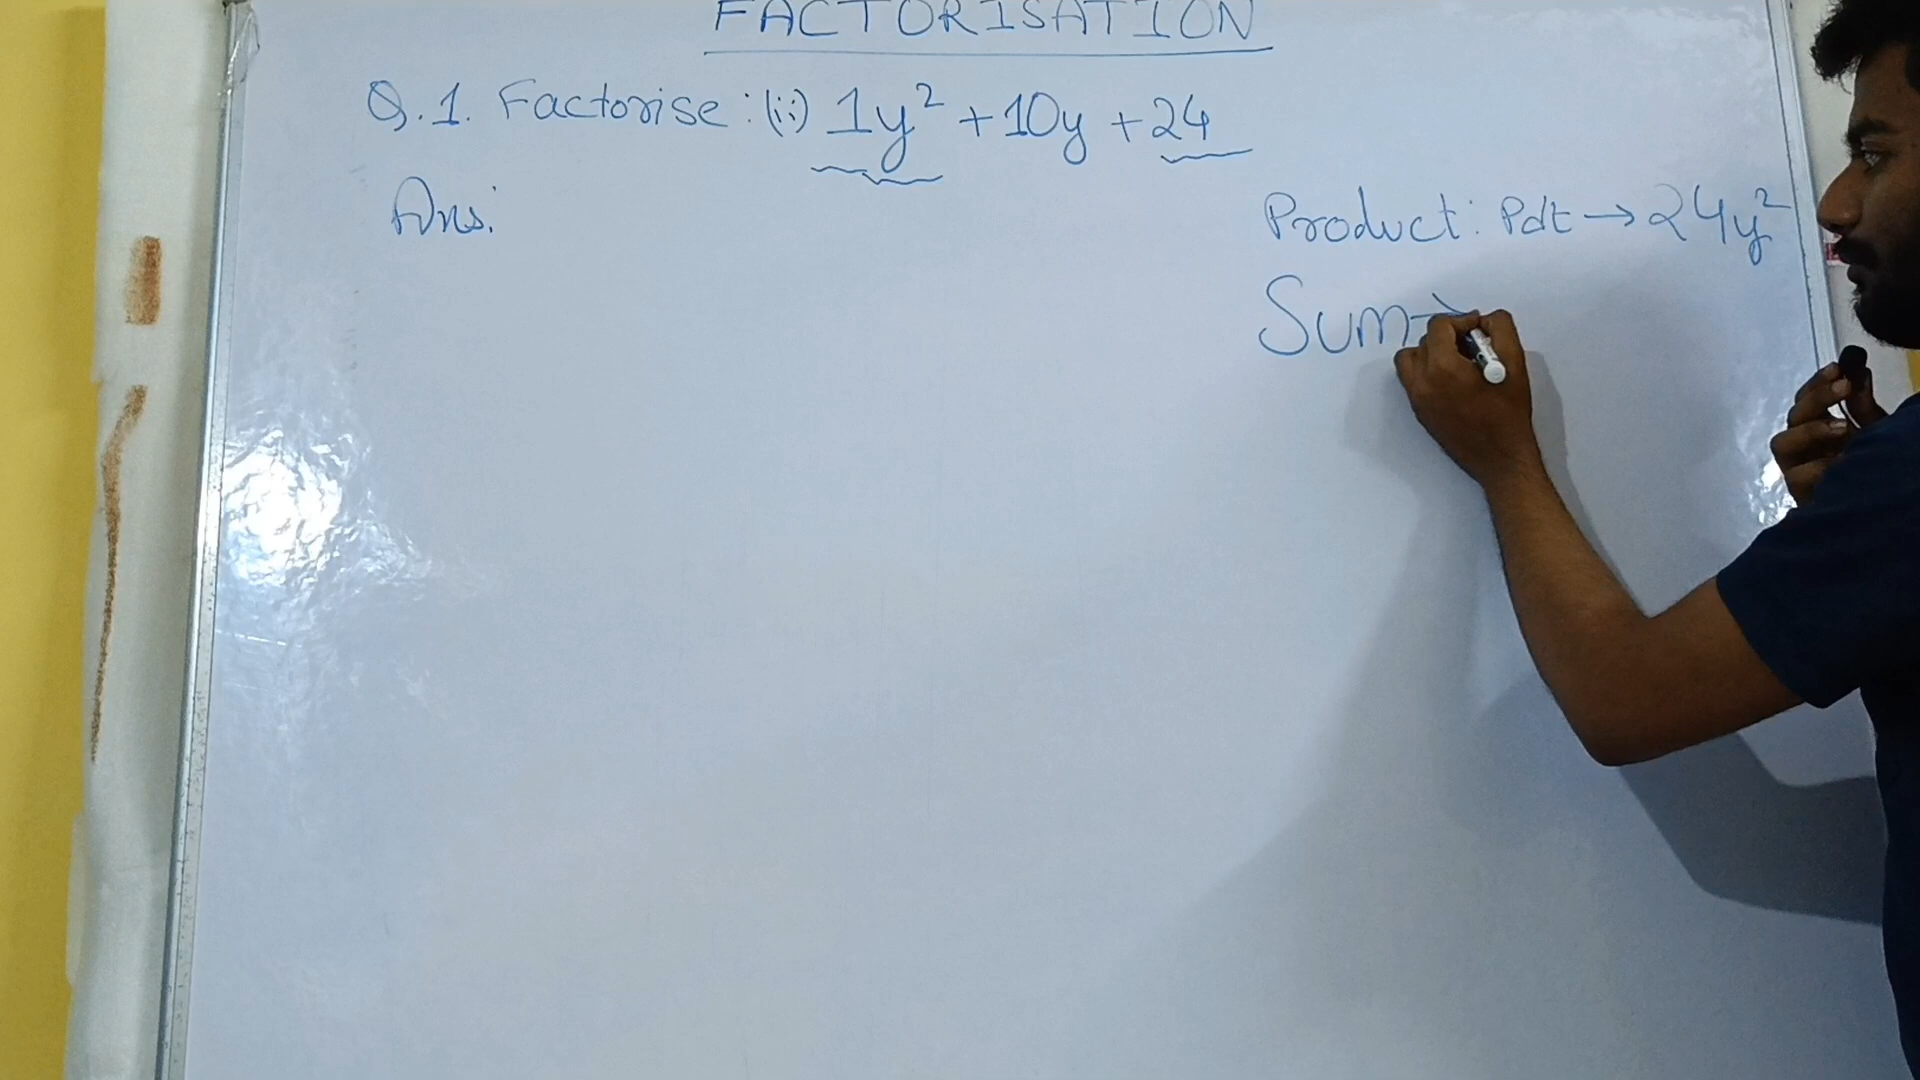 FACTORISATION
Q.1. Factorise: (ii) 1y² + 10y + 24
Ans:
Product: Pdt → 24y²
Sum →